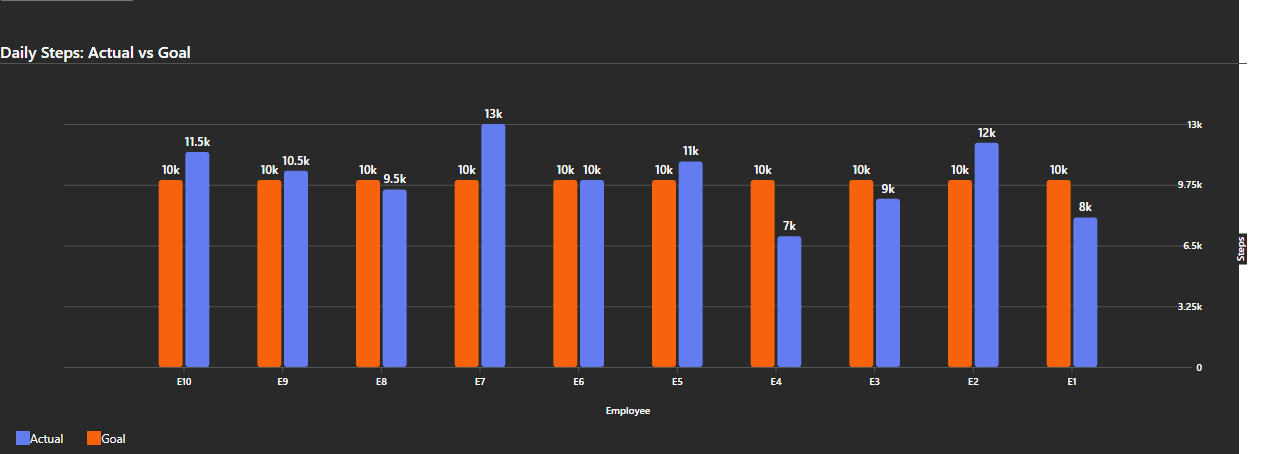 Daily Steps: Actual vs Goal
13k
12k
11.5k
11k
10.5k
10k 10k 10k 9.5k 10k 10k 10k 10k 10k 10k 10k
9k
8k
7k
13k
9.75k
6.5k
3.25k
0
Steps
E10 E9 E8 E7 E6 E5 E4 E3 E2 E1
Employee
Actual Goal